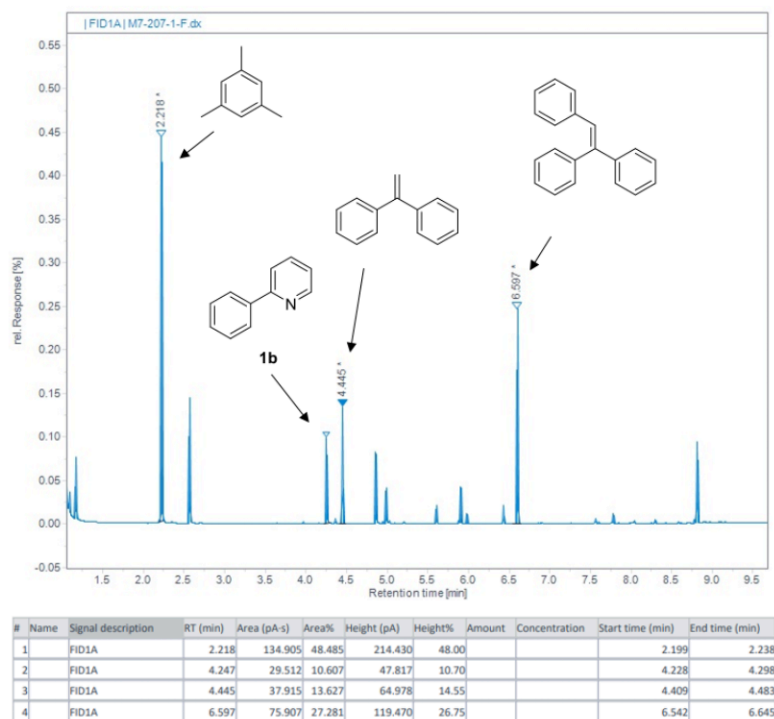 | FID1A | M7-207-1-F.dx
0.55
0.50
0.45
0.40
0.35
0.30
0.25
0.20
0.15
0.10
0.05
0.00
-0.05
rel. Response [%]
2.218 *
4.445 *
6.597 *
N
1b
1.5 2.0 2.5 3.0 3.5 4.0 4.5 5.0 5.5 6.0 6.5 7.0 7.5 8.0 8.5 9.0 9.5
Retention time [min]
# Name Signal description RT (min) Area (pA·s) Area% Height (pA) Height% Amount Concentration Start time (min) End time (min)
1 FID1A 2.218 134.905 48.485 214.430 48.00 2.199 2.238
2 FID1A 4.247 29.512 10.607 47.817 10.70 4.228 4.298
3 FID1A 4.445 37.915 13.627 64.978 14.55 4.409 4.483
4 FID1A 6.597 75.907 27.281 119.470 26.75 6.542 6.645